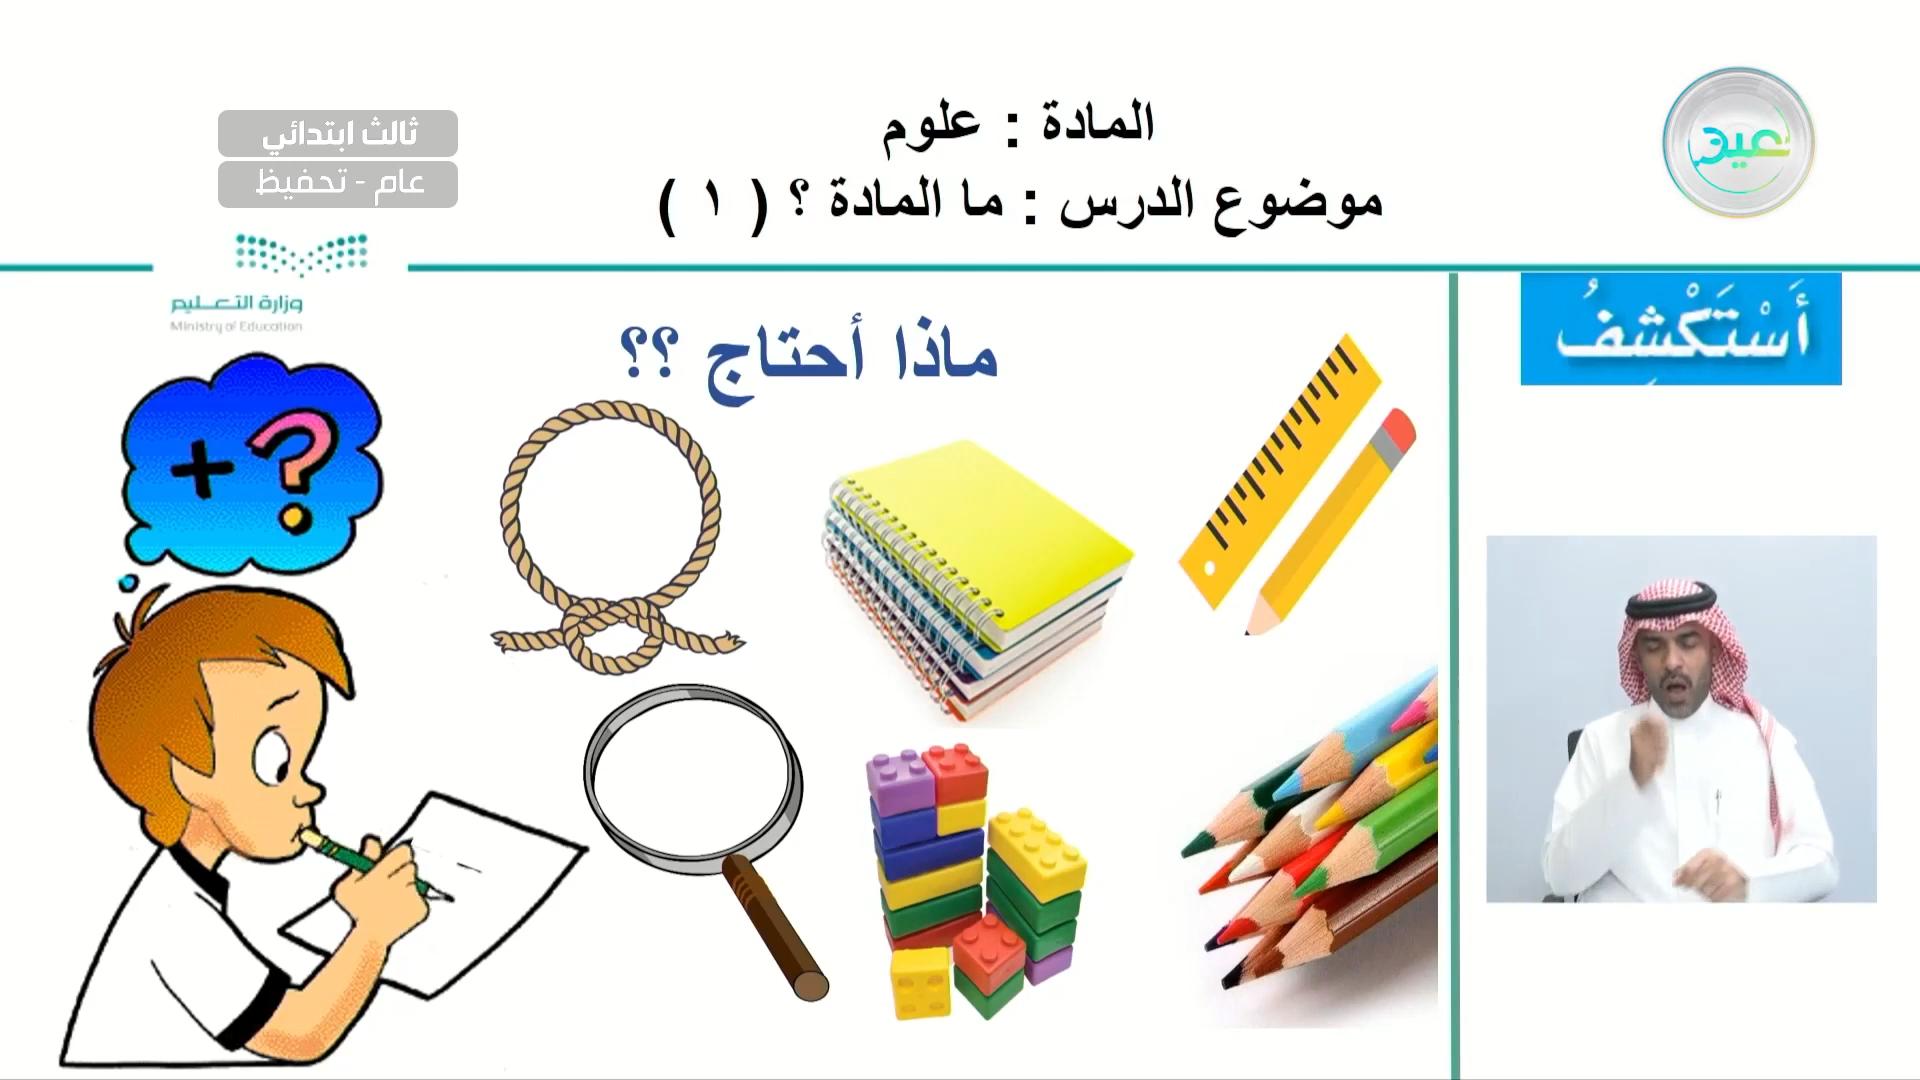 المادة : علوم
موضوع الدرس : ما المادة ؟ ( ١ )
عين
ثالث ابتدائي
عام - تحفيظ
وزارة التعليم
Ministry of Education
أَسْتَكْشِفُ
ماذا أحتاج ؟؟
+ ?